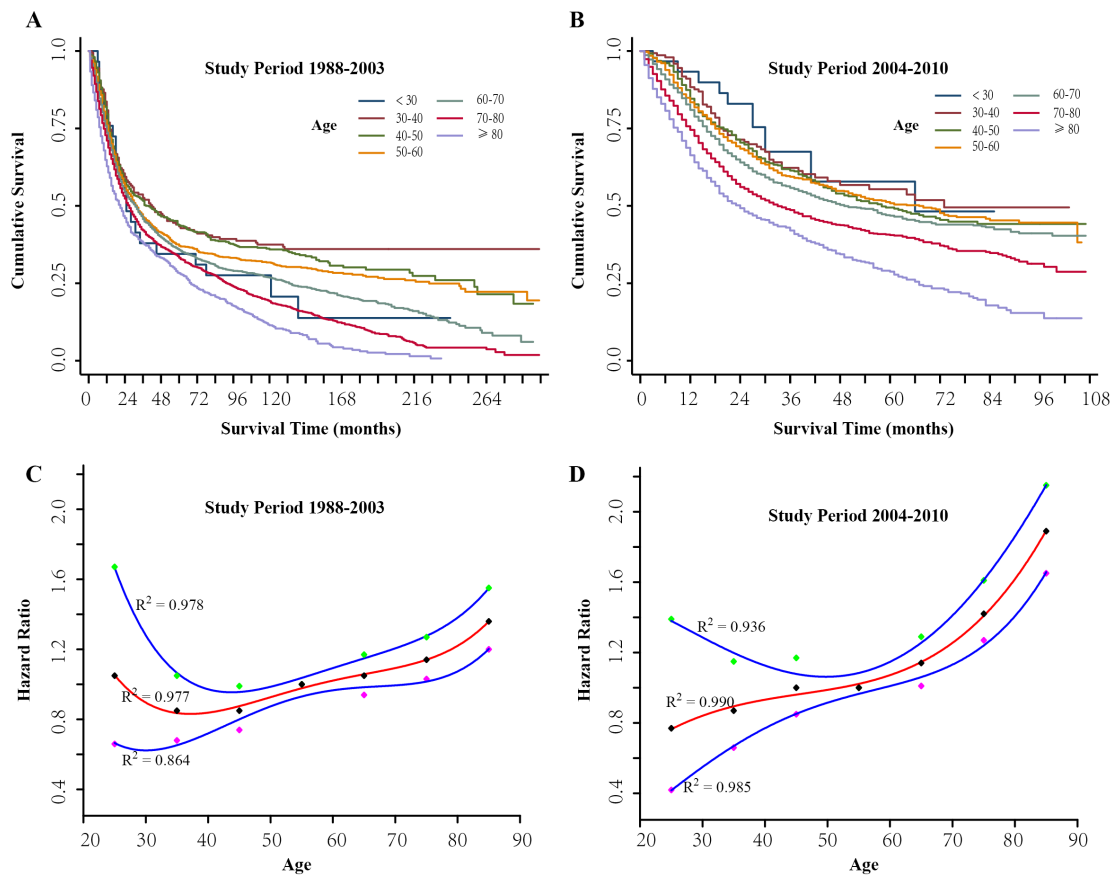 A
Study Period 1988-2003
Age
< 30
30-40
40-50
50-60
60-70
70-80
⩾ 80
Cumulative Survival
1.0
0.75
0.5
0.25
0.0
0 24 48 72 96 120 168 216 264
Survival Time (months)
B
Study Period 2004-2010
Age
< 30
30-40
40-50
50-60
60-70
70-80
⩾ 80
Cumulative Survival
1.0
0.75
0.5
0.25
0.0
0 12 24 36 48 60 72 84 96 108
Survival Time (months)
C
Study Period 1988-2003
Hazard Ratio
2.0
1.6
1.2
0.8
0.4
R² = 0.978
R² = 0.977
R² = 0.864
20 30 40 50 60 70 80 90
Age
D
Study Period 2004-2010
Hazard Ratio
2.0
1.6
1.2
0.8
0.4
R² = 0.936
R² = 0.990
R² = 0.985
20 30 40 50 60 70 80 90
Age